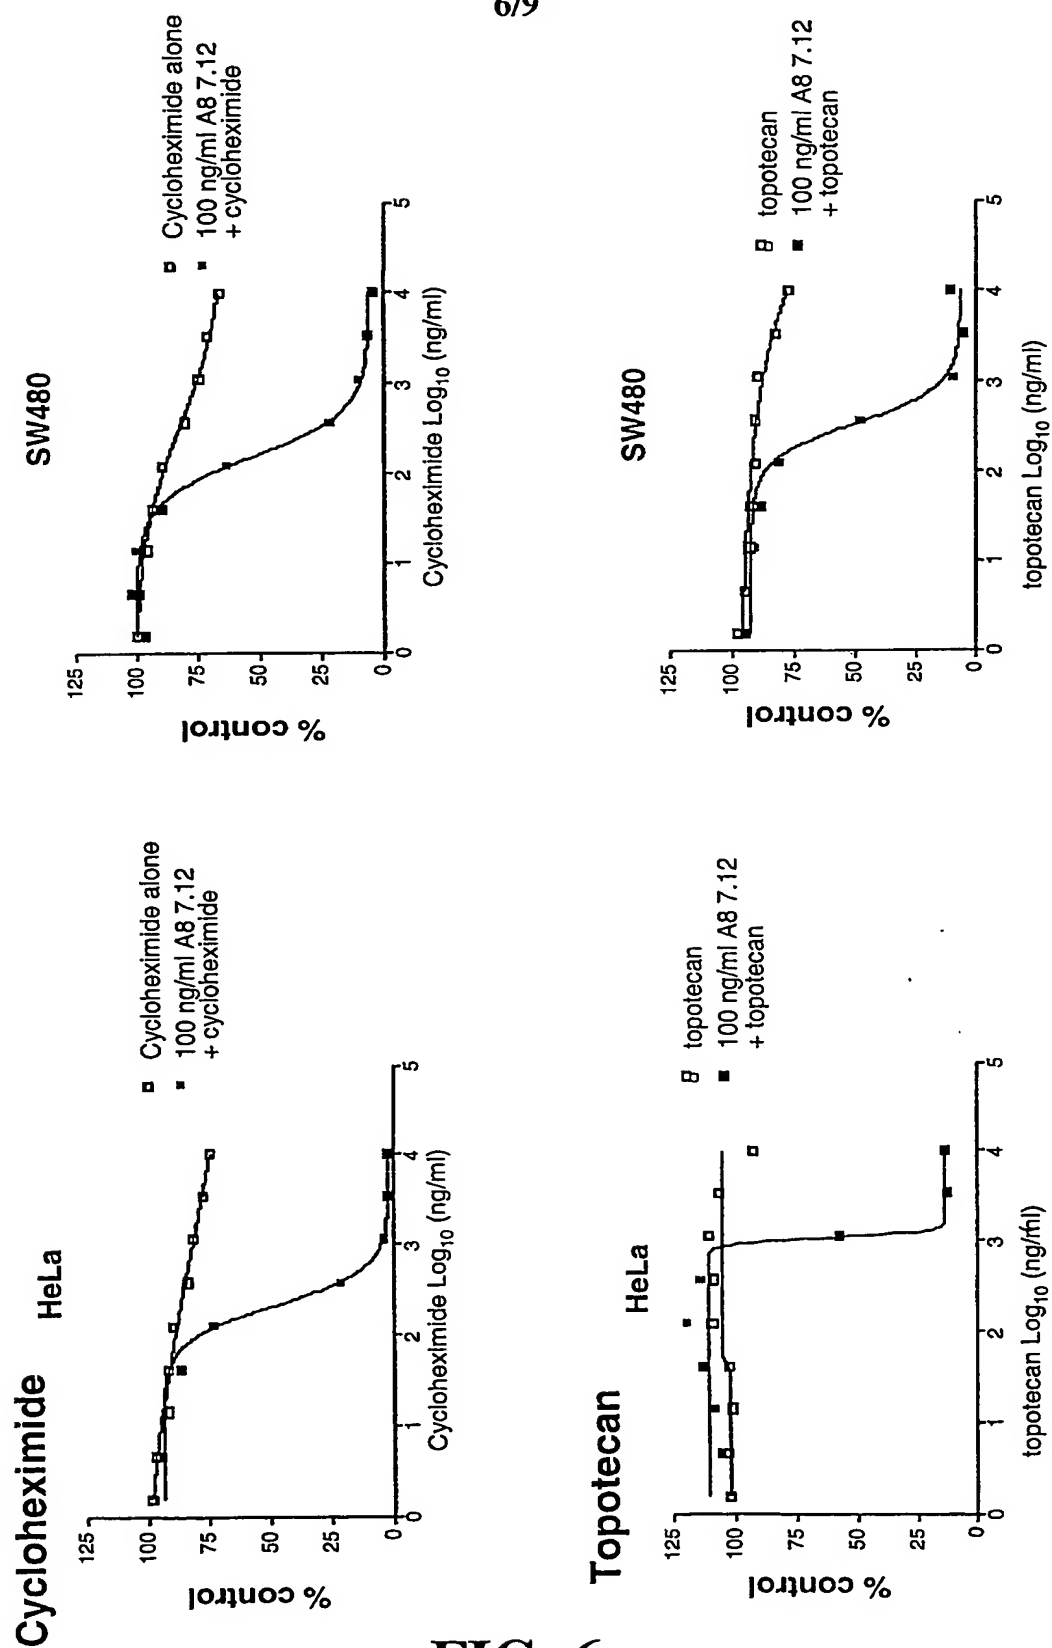 6/9
Cycloheximide
HeLa
% control
125
100
75
50
25
0
0 1 2 3 4 5
Cycloheximide Log10 (ng/ml)
Cycloheximide alone
100 ng/ml A8 7.12
+ cycloheximide
SW480
% control
125
100
75
50
25
0
0 1 2 3 4 5
Cycloheximide Log10 (ng/ml)
Cycloheximide alone
100 ng/ml A8 7.12
+ cycloheximide
Topotecan
HeLa
% control
125
100
75
50
25
0
0 1 2 3 4 5
topotecan Log10 (ng/ml)
topotecan
100 ng/ml A8 7.12
+ topotecan
SW480
% control
125
100
75
50
25
0
0 1 2 3 4 5
topotecan Log10 (ng/ml)
topotecan
100 ng/ml A8 7.12
+ topotecan